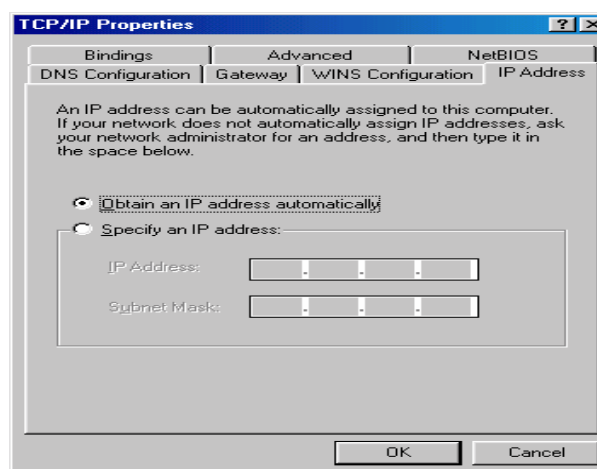 TCP/IP Properties
Bindings Advanced NetBIOS
DNS Configuration Gateway WINS Configuration IP Address
An IP address can be automatically assigned to this computer.
If your network does not automatically assign IP addresses, ask
your network administrator for an address, and then type it in
the space below.
Obtain an IP address automatically
Specify an IP address:
IP Address:
Subnet Mask:
OK Cancel